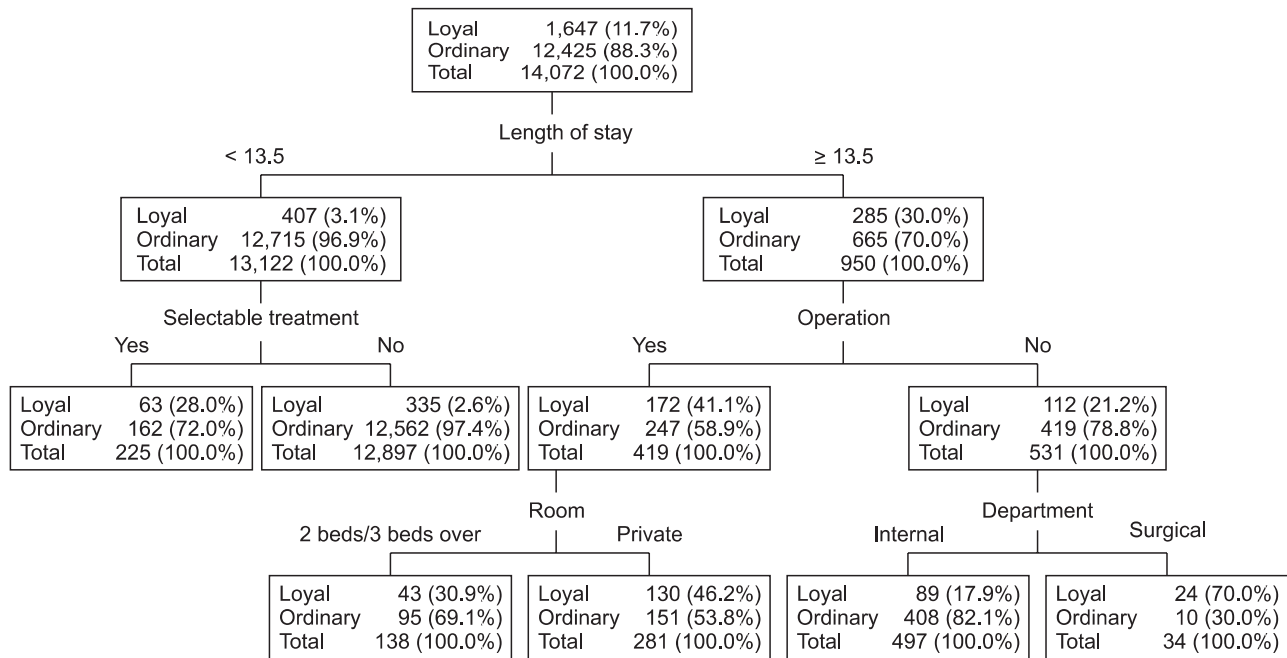 Loyal 1,647 (11.7%)
Ordinary 12,425 (88.3%)
Total 14,072 (100.0%)
Length of stay
< 13.5
≥ 13.5
Loyal 407 (3.1%)
Ordinary 12,715 (96.9%)
Total 13,122 (100.0%)
Loyal 285 (30.0%)
Ordinary 665 (70.0%)
Total 950 (100.0%)
Selectable treatment
Operation
Yes
No
Yes
No
Loyal 63 (28.0%)
Ordinary 162 (72.0%)
Total 225 (100.0%)
Loyal 335 (2.6%)
Ordinary 12,562 (97.4%)
Total 12,897 (100.0%)
Loyal 172 (41.1%)
Ordinary 247 (58.9%)
Total 419 (100.0%)
Loyal 112 (21.2%)
Ordinary 419 (78.8%)
Total 531 (100.0%)
Room
Department
2 beds/3 beds over
Private
Internal
Surgical
Loyal 43 (30.9%)
Ordinary 95 (69.1%)
Total 138 (100.0%)
Loyal 130 (46.2%)
Ordinary 151 (53.8%)
Total 281 (100.0%)
Loyal 89 (17.9%)
Ordinary 408 (82.1%)
Total 497 (100.0%)
Loyal 24 (70.0%)
Ordinary 10 (30.0%)
Total 34 (100.0%)